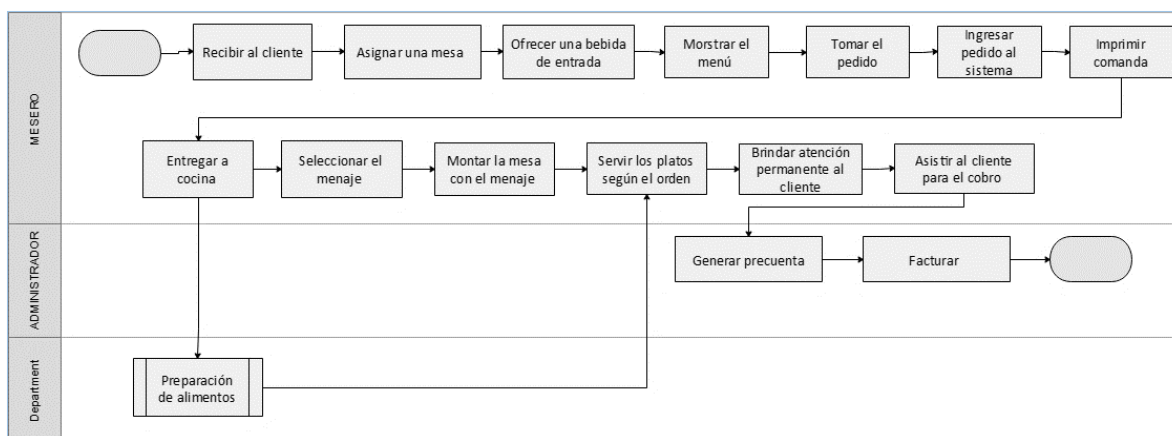 MESERO
Recibir al cliente
Asignar una mesa
Ofrecer una bebida
de entrada
Morstrar el
menú
Tomar el
pedido
Ingresar
pedido al
sistema
Imprimir
comanda
Entregar a
cocina
Seleccionar el
menaje
Montar la mesa
con el menaje
Servir los platos
según el orden
Brindar atención
permanente al
cliente
Asistir al cliente
para el cobro
ADMINISTRADOR
Generar precuenta
Facturar
Department
Preparación
de alimentos